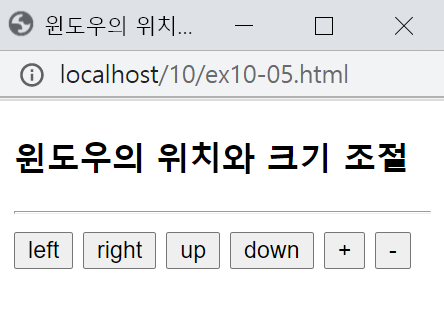 윈도우의 위치...
localhost/10/ex10-05.html
윈도우의 위치와 크기 조절
left right up down + -